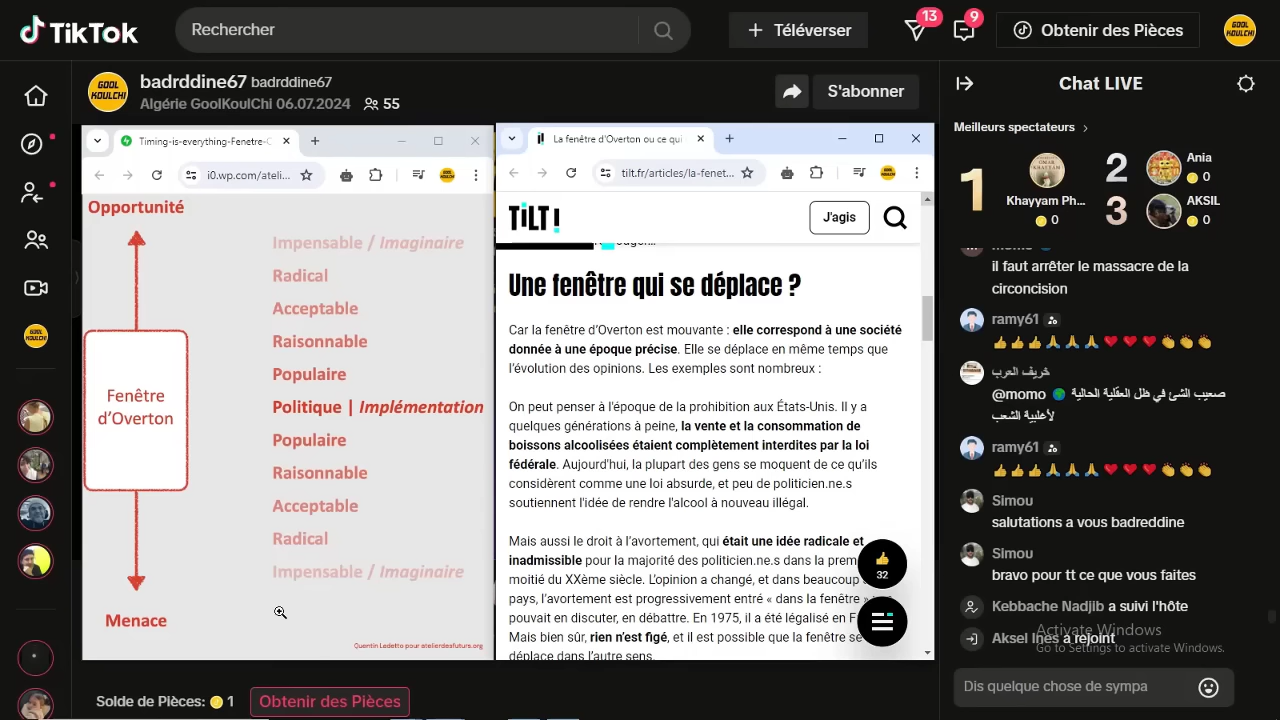 TikTok
Rechercher
Téléverser
13
9
Obtenir des Pièces
GOOL
KOULCHI
GOOL
KOULCHI
badrddine67 badrddine67
Algérie GoolKoulChi 06.07.2024 55
S'abonner
Timing-is-everything-Fenetre-
i0.wp.com/ateli...
Opportunité
Impensable / Imaginaire
Radical
Acceptable
Raisonnable
Populaire
Fenêtre
d'Overton
Politique | Implémentation
Populaire
Raisonnable
Acceptable
Radical
Impensable / Imaginaire
Menace
Quentin Ladetto pour atelierdesfuturs.org
La fenêtre d'Overton ou ce qui
tilt.fr/articles/la-fenet...
TILT!
J'agis
Une fenêtre qui se déplace ?
Car la fenêtre d'Overton est mouvante : elle correspond à une société
donnée à une époque précise. Elle se déplace en même temps que
l'évolution des opinions. Les exemples sont nombreux :
On peut penser à l'époque de la prohibition aux États-Unis. Il y a
quelques générations à peine, la vente et la consommation de
boissons alcoolisées étaient complètement interdites par la loi
fédérale. Aujourd'hui, la plupart des gens se moquent de ce qu'ils
considèrent comme une loi absurde, et peu de politicien.ne.s
soutiennent l'idée de rendre l'alcool à nouveau illégal.
Mais aussi le droit à l'avortement, qui était une idée radicale et
inadmissible pour la majorité des politicien.ne.s dans la prem
moitié du XXème siècle. L'opinion a changé, et dans beaucoup
pays, l'avortement est progressivement entré « dans la fenêtre »
pouvait en discuter, en débattre. En 1975, il a été légalisé en F
Mais bien sûr, rien n'est figé, et il est possible que la fenêtre se
déplace dans l'autre sens.
32
Solde de Pièces: 1
Obtenir des Pièces
Chat LIVE
Meilleurs spectateurs
1
Khayyam Ph...
0
2
Ania
0
3
AKSIL
0
momo
il faut arrêter le massacre de la
circoncision
ramy61
خريف العرب
@momo صعيب الشئ في ظل العقلية الحالية
لأغلبية الشعب
ramy61
Simou
salutations a vous badreddine
Simou
bravo pour tt ce que vous faites
Kebbache Nadjib a suivi l'hôte
Aksel Ines a rejoint
Activate Windows
Go to Settings to activate Windows.
Dis quelque chose de sympa